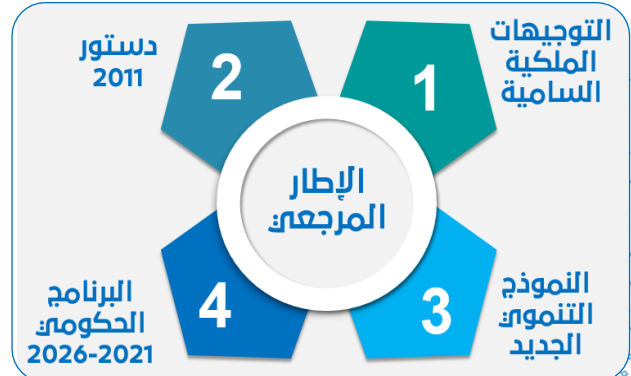 التوجيهات
الملكية
السامية
1
دستور
2011
2
الإطار
المرجعي
النموذج
التنموي
الجديد
3
البرنامج
الحكومي
2026-2021
4